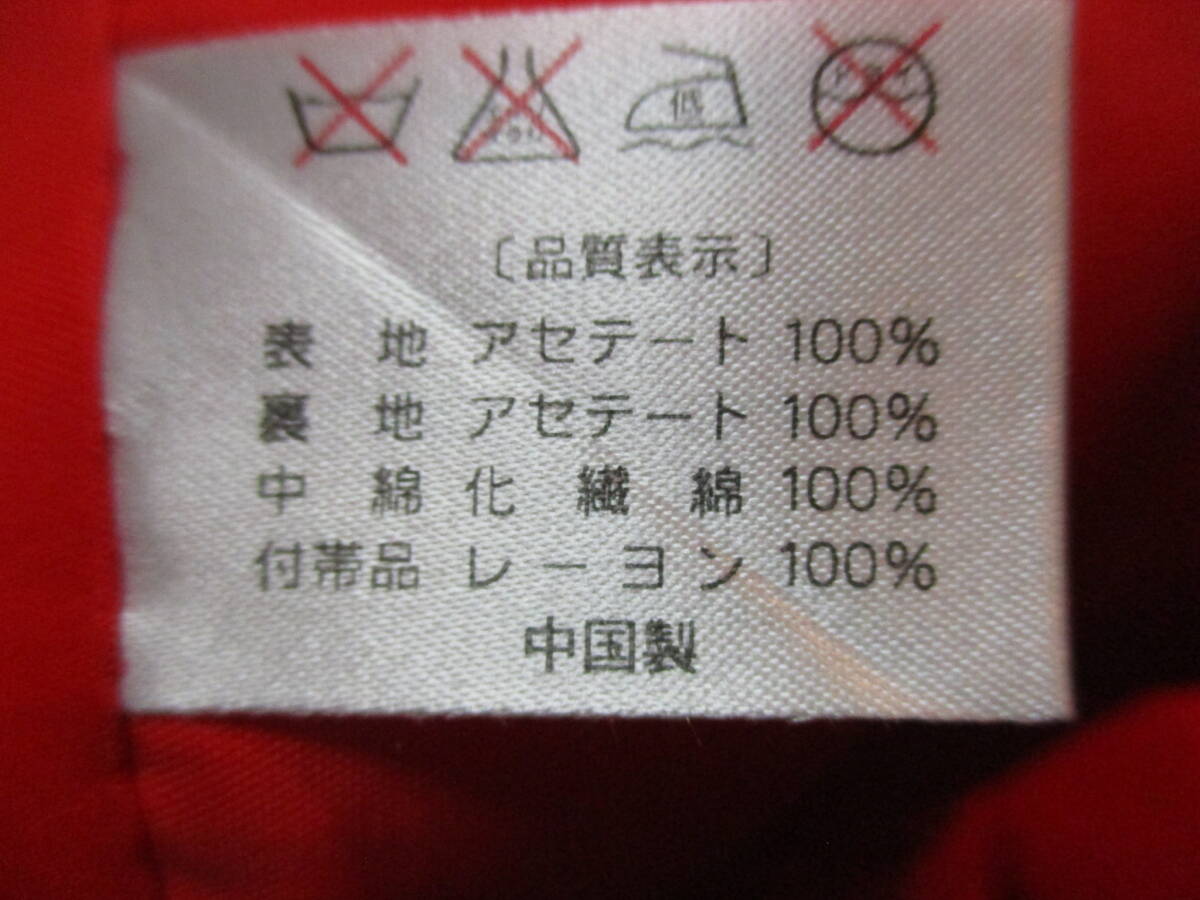 低
〔品質表示〕
表地 アセテート 100%
裏地 アセテート 100%
中綿 化繊綿 100%
付帯品 レーヨン 100%
中国製